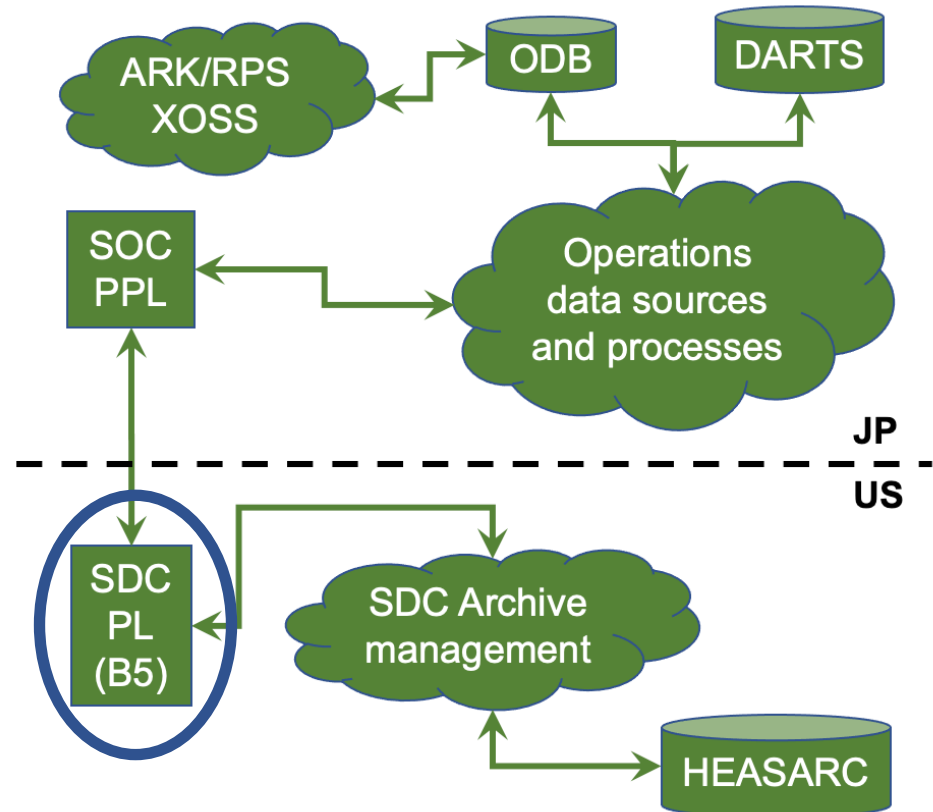 ARK/RPS
XOSS
ODB
DARTS
SOC
PPL
Operations
data sources
and processes
JP
US
SDC
PL
(B5)
SDC Archive
management
HEASARC